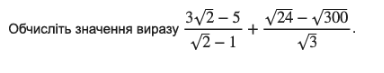 Обчисліть значення виразу (3√2 − 5)/(√2 − 1) + (√24 − √300)/√3.